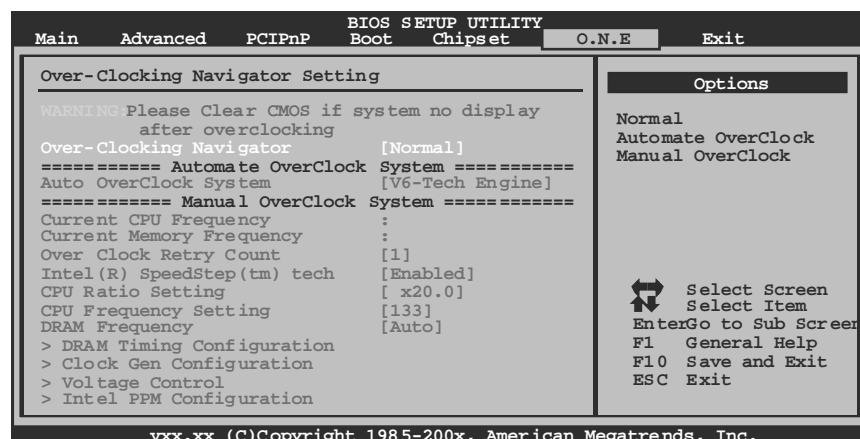 BIOS SETUP UTILITY
Main Advanced PCIPnP Boot Chipset O.N.E Exit
Over-Clocking Navigator Setting
WARNING:Please Clear CMOS if system no display
after overclocking
Over-Clocking Navigator [Normal]
=========== Automate OverClock System ===========
Auto OverClock System [V6-Tech Engine]
============ Manual OverClock System ============
Current CPU Frequency :
Current Memory Frequency :
Over Clock Retry Count [1]
Intel(R) SpeedStep(tm) tech [Enabled]
CPU Ratio Setting [ x20.0]
CPU Frequency Setting [133]
DRAM Frequency [Auto]
> DRAM Timing Configuration
> Clock Gen Configuration
> Voltage Control
> Intel PPM Configuration
Options
Normal
Automate OverClock
Manual OverClock
Select Screen
Select Item
EnterGo to Sub Screen
F1 General Help
F10 Save and Exit
ESC Exit
vxx.xx (C)Copyright 1985-200x, American Megatrends, Inc.